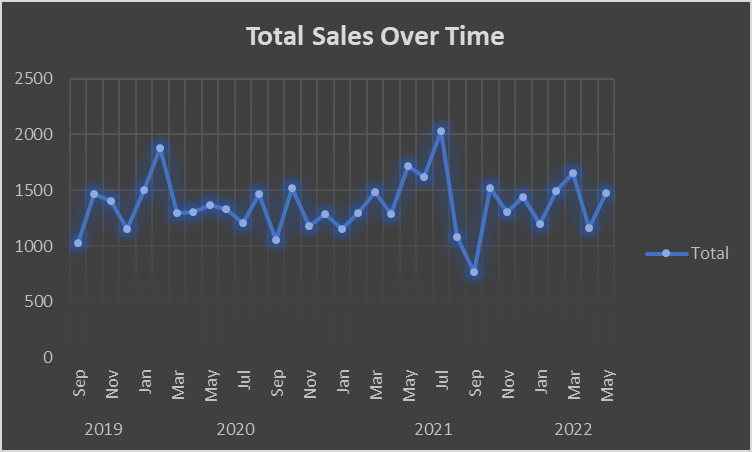 Total Sales Over Time
2500
2000
1500
1000
500
0
Sep Nov Jan Mar May Jul Sep Nov Jan Mar May Jul Sep Nov Jan Mar May
2019 2020 2021 2022
Total